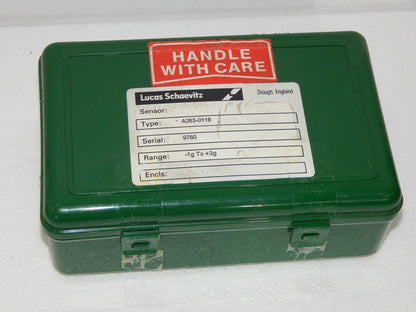 HANDLE
WITH CARE
Lucas Schaevitz
Slough, England
Sensor:
Type: A263-0118
Serial: 9760
Range: -1g To +3g
Encls: